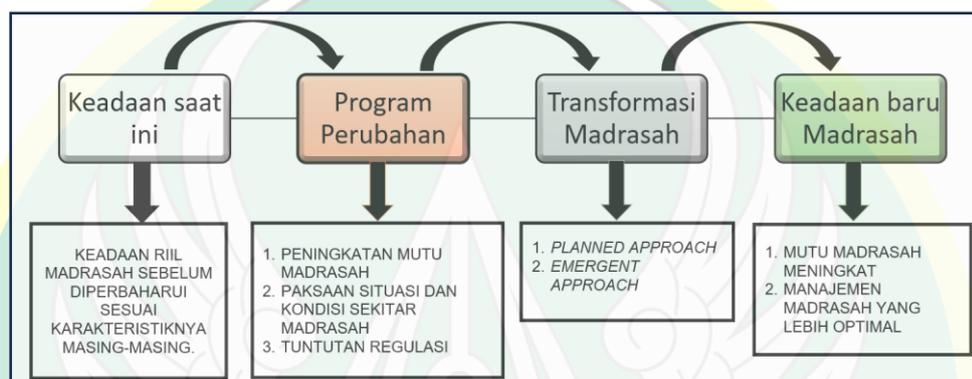 Keadaan saat
ini
Program
Perubahan
Transformasi
Madrasah
Keadaan baru
Madrasah
KEADAAN RIIL
MADRASAH SEBELUM
DIPERBAHARUI
SESUAI
KARAKTERISTIKNYA
MASING-MASING.
1. PENINGKATAN MUTU
MADRASAH
2. PAKSAAN SITUASI DAN
KONDISI SEKITAR
MADRASAH
3. TUNTUTAN REGULASI
1. PLANNED APPROACH
2. EMERGENT
APPROACH
1. MUTU MADRASAH
MENINGKAT
2. MANAJEMEN
MADRASAH YANG
LEBIH OPTIMAL